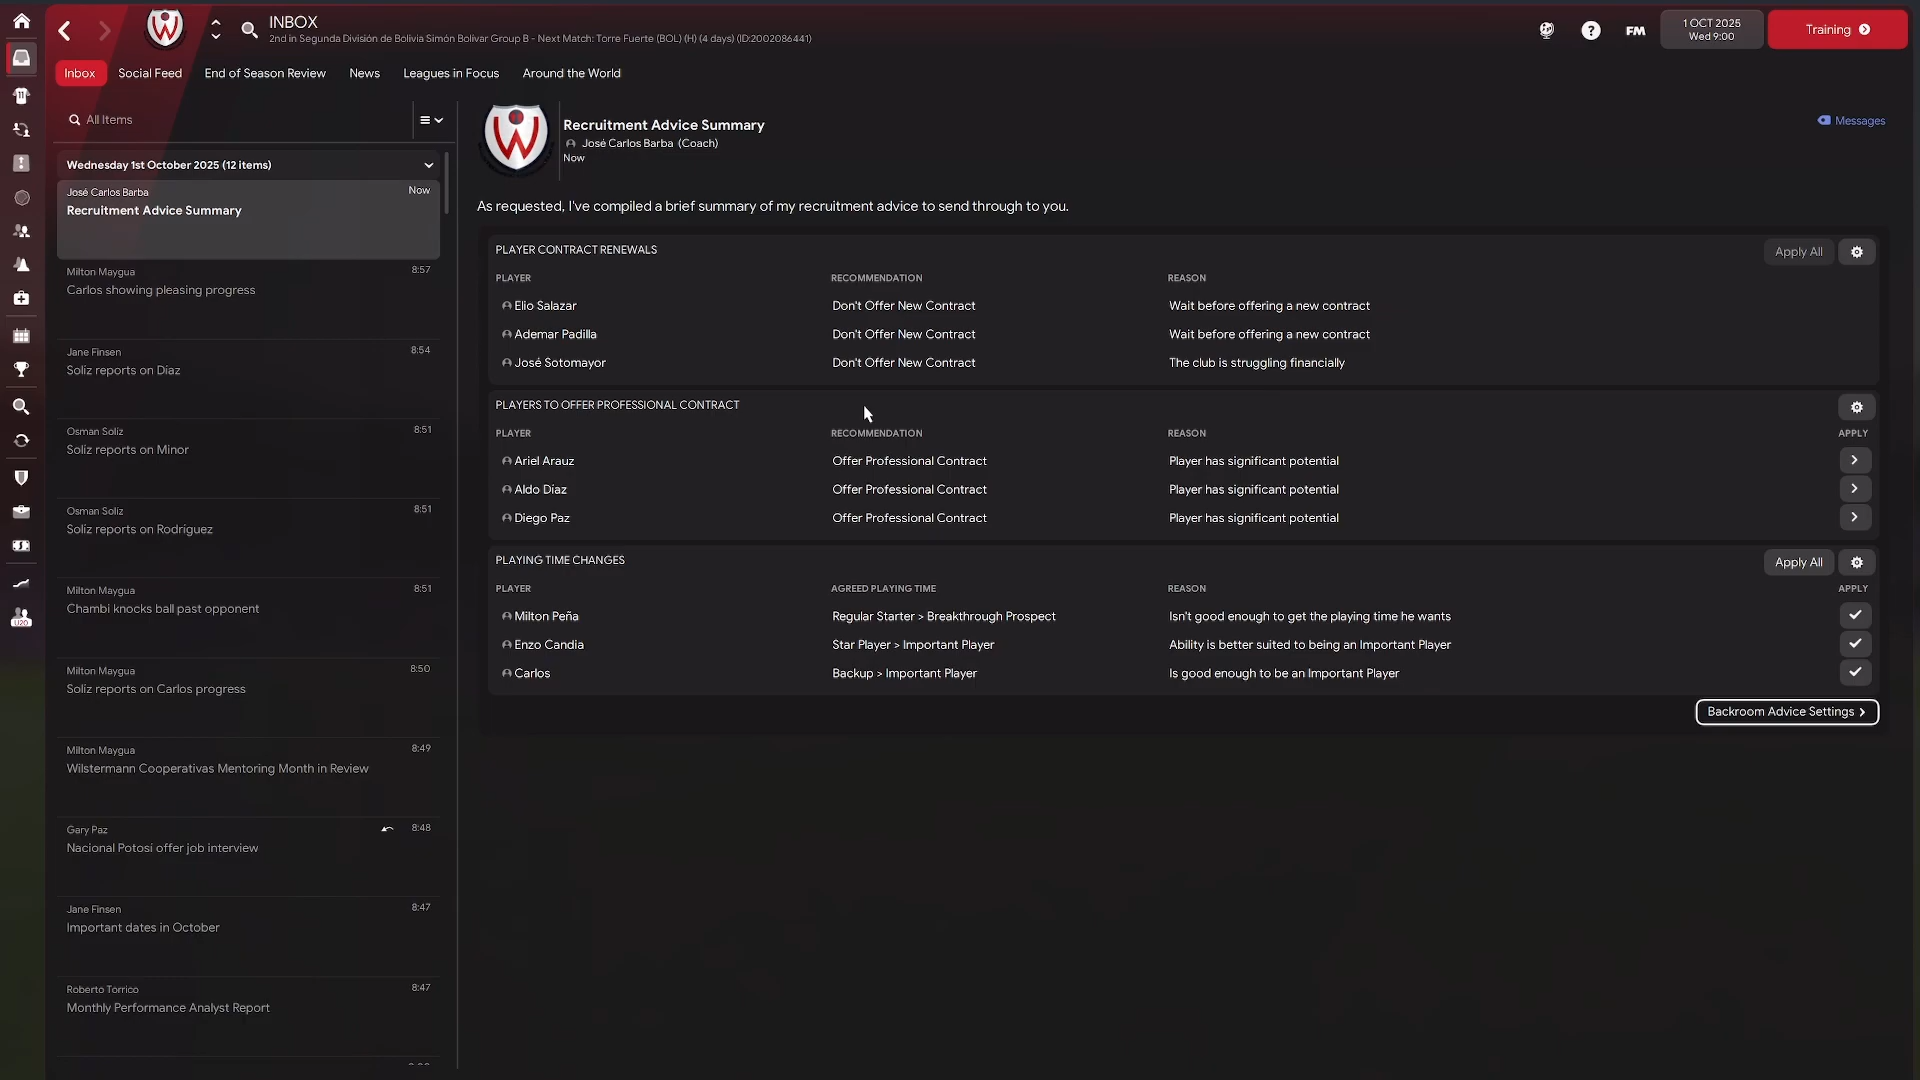 INBOX
2nd in Segunda División de Bolivia Simón Bolivar Group B - Next Match: Torre Fuerte (BOL) (H) (4 days) (ID:2002086441)
FM
1 OCT 2025
Wed 9:00
Training
Inbox
Social Feed
End of Season Review
News
Leagues in Focus
Around the World
All Items
Wednesday 1st October 2025 (12 items)
José Carlos Barba
Now
Recruitment Advice Summary
Milton Maygua
8:57
Carlos showing pleasing progress
Jane Finsen
8:54
Soliz reports on Díaz
Osman Soliz
8:51
Soliz reports on Minor
Osman Soliz
8:51
Soliz reports on Rodríguez
Milton Maygua
8:51
Chambi knocks ball past opponent
Milton Maygua
8:50
Soliz reports on Carlos progress
Milton Maygua
8:49
Wilstermann Cooperativas Mentoring Month in Review
Gary Paz
8:48
Nacional Potosí offer job interview
Jane Finsen
8:47
Important dates in October
Roberto Torrico
8:47
Monthly Performance Analyst Report
U20
W
Recruitment Advice Summary
José Carlos Barba (Coach)
Now
Messages
As requested, I've compiled a brief summary of my recruitment advice to send through to you.
PLAYER CONTRACT RENEWALS
Apply All
PLAYER
RECOMMENDATION
REASON
Elio Salazar
Don't Offer New Contract
Wait before offering a new contract
Ademar Padilla
Don't Offer New Contract
Wait before offering a new contract
José Sotomayor
Don't Offer New Contract
The club is struggling financially
PLAYERS TO OFFER PROFESSIONAL CONTRACT
PLAYER
RECOMMENDATION
REASON
APPLY
Ariel Arauz
Offer Professional Contract
Player has significant potential
Aldo Díaz
Offer Professional Contract
Player has significant potential
Diego Paz
Offer Professional Contract
Player has significant potential
PLAYING TIME CHANGES
Apply All
PLAYER
AGREED PLAYING TIME
REASON
APPLY
Milton Peña
Regular Starter > Breakthrough Prospect
Isn't good enough to get the playing time he wants
Enzo Candia
Star Player > Important Player
Ability is better suited to being an Important Player
Carlos
Backup > Important Player
Is good enough to be an Important Player
Backroom Advice Settings >